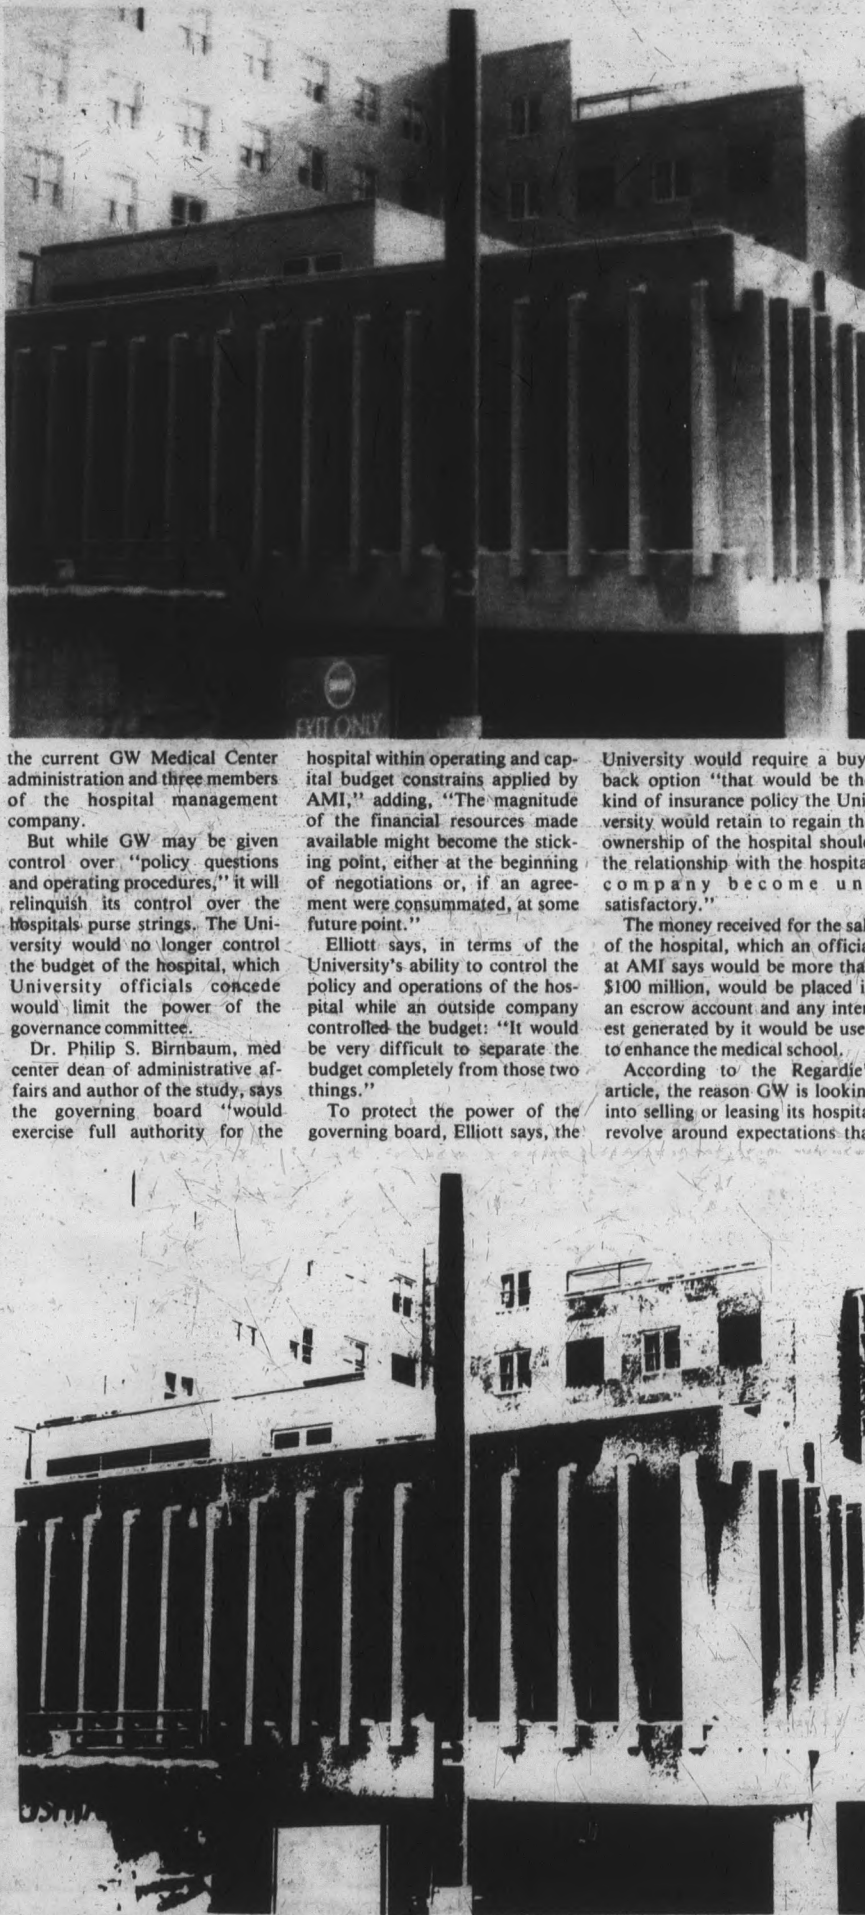 EXIT ONLY
the current GW Medical Center
administration and three members
of the hospital management
company.
But while GW may be given
control over "policy questions
and operating procedures," it will
relinquish its control over the
hospitals purse strings. The Uni-
versity would no longer control
the budget of the hospital, which
University officials concede
would limit the power of the
governance committee.
Dr. Philip S. Birnbaum, med
center dean of administrative af-
fairs and author of the study, says
the governing board "would
exercise full authority for the
hospital within operating and cap-
ital budget constrains applied by
AMI," adding, "The magnitude
of the financial resources made
available might become the stick-
ing point, either at the beginning
of negotiations or, if an agree-
ment were consummated, at some
future point."
Elliott says, in terms of the
University's ability to control the
policy and operations of the hos-
pital while an outside company
controlled the budget: "It would
be very difficult to separate the
budget completely from those two
things."
To protect the power of the
governing board, Elliott says, the
University would require a buy
back option "that would be th
kind of insurance policy the Uni
versity would retain to regain th
ownership of the hospital shoul
the relationship with the hospita
company become un
satisfactory."
The money received for the sal
of the hospital, which an officia
at AMI says would be more tha
$100 million, would be placed i
an escrow account and any inter
est generated by it would be use
to enhance the medical school.
According to the Regardie'
article, the reason GW is lookin
into selling or leasing its hospita
revolve around expectations tha